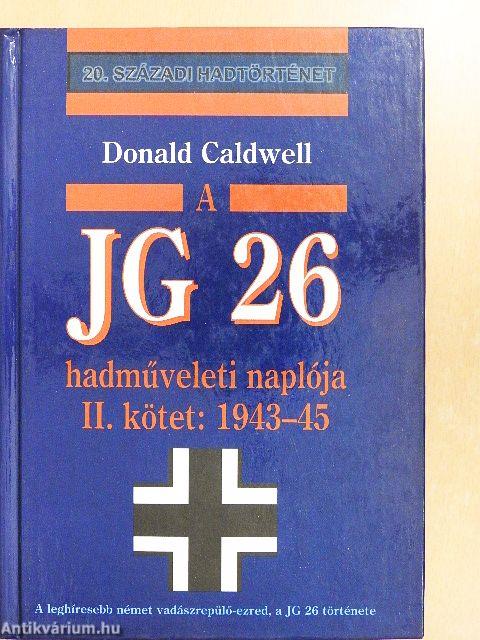 20. SZÁZADI HADTÖRTÉNET
Donald Caldwell
A
JG 26
hadműveleti naplója
II. kötet: 1943–45
A leghíresebb német vadászrepülő-ezred, a JG 26 története
Antikvárium.hu